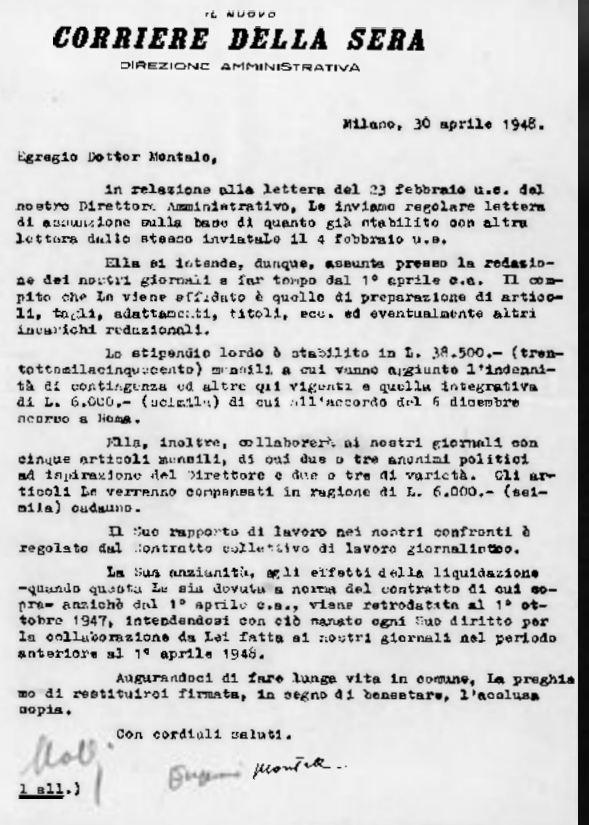 IL NUOVO
CORRIERE DELLA SERA
DIREZIONE AMMINISTRATIVA
Milano, 30 aprile 1948.
Egregio Dottor Montale,
in relazione alla lettera del 23 febbraio u.s. del
nostro Direttore Amministrativo, Le inviamo regolare lettera
di assunzione sulla base di quanto già stabilito con altra
lettera dallo stesso inviataLe il 4 febbraio u.s.
Ella si intende, dunque, assunta presso la redazio-
ne dei nostri giornali a far tempo dal 1° aprile c.a. Il com-
pito che Le viene affidato è quello di preparazione di artico-
li, tagli, adattamenti, titoli, ecc. ed eventualmente altri
incarichi redazionali.
Lo stipendio lordo è stabilito in L. 38.500.- (tren-
tottomilacinquecento) mensili a cui vanno aggiunte l'indenni-
tà di contingenza ed altre qui vigenti e quella integrativa
di L. 6.000.- (seimila) di cui all'accordo del 6 dicembre
scorso a Roma.
Ella, inoltre, collaborerà ai nostri giornali con
cinque articoli mensili, di cui due o tre anonimi politici
ad ispirazione del Direttore e due o tre di varietà. Gli ar-
ticoli Le verranno compensati in ragione di L. 6.000.- (sei-
mila) cadauno.
Il Suo rapporto di lavoro nei nostri confronti è
regolato dal Contratto collettivo di lavoro giornalistico.
La Sua anzianità, agli effetti della liquidazione
-quando questa Le sia dovuta a norma del contratto di cui so-
pra- anzichè dal 1° aprile c.a., viene retrodatata al 1° ot-
tobre 1947, intendendosi con ciò sanato ogni Suo diritto per
la collaborazione da Lei fatta ai nostri giornali nel periodo
anteriore al 1° aprile 1948.
Augurandoci di fare lunga vita in comune, La preghia
mo di restituirci firmata, in segno di benestare, l'acclusa
copia.
Con cordiali saluti.
Eugenio Montale
1 all.)